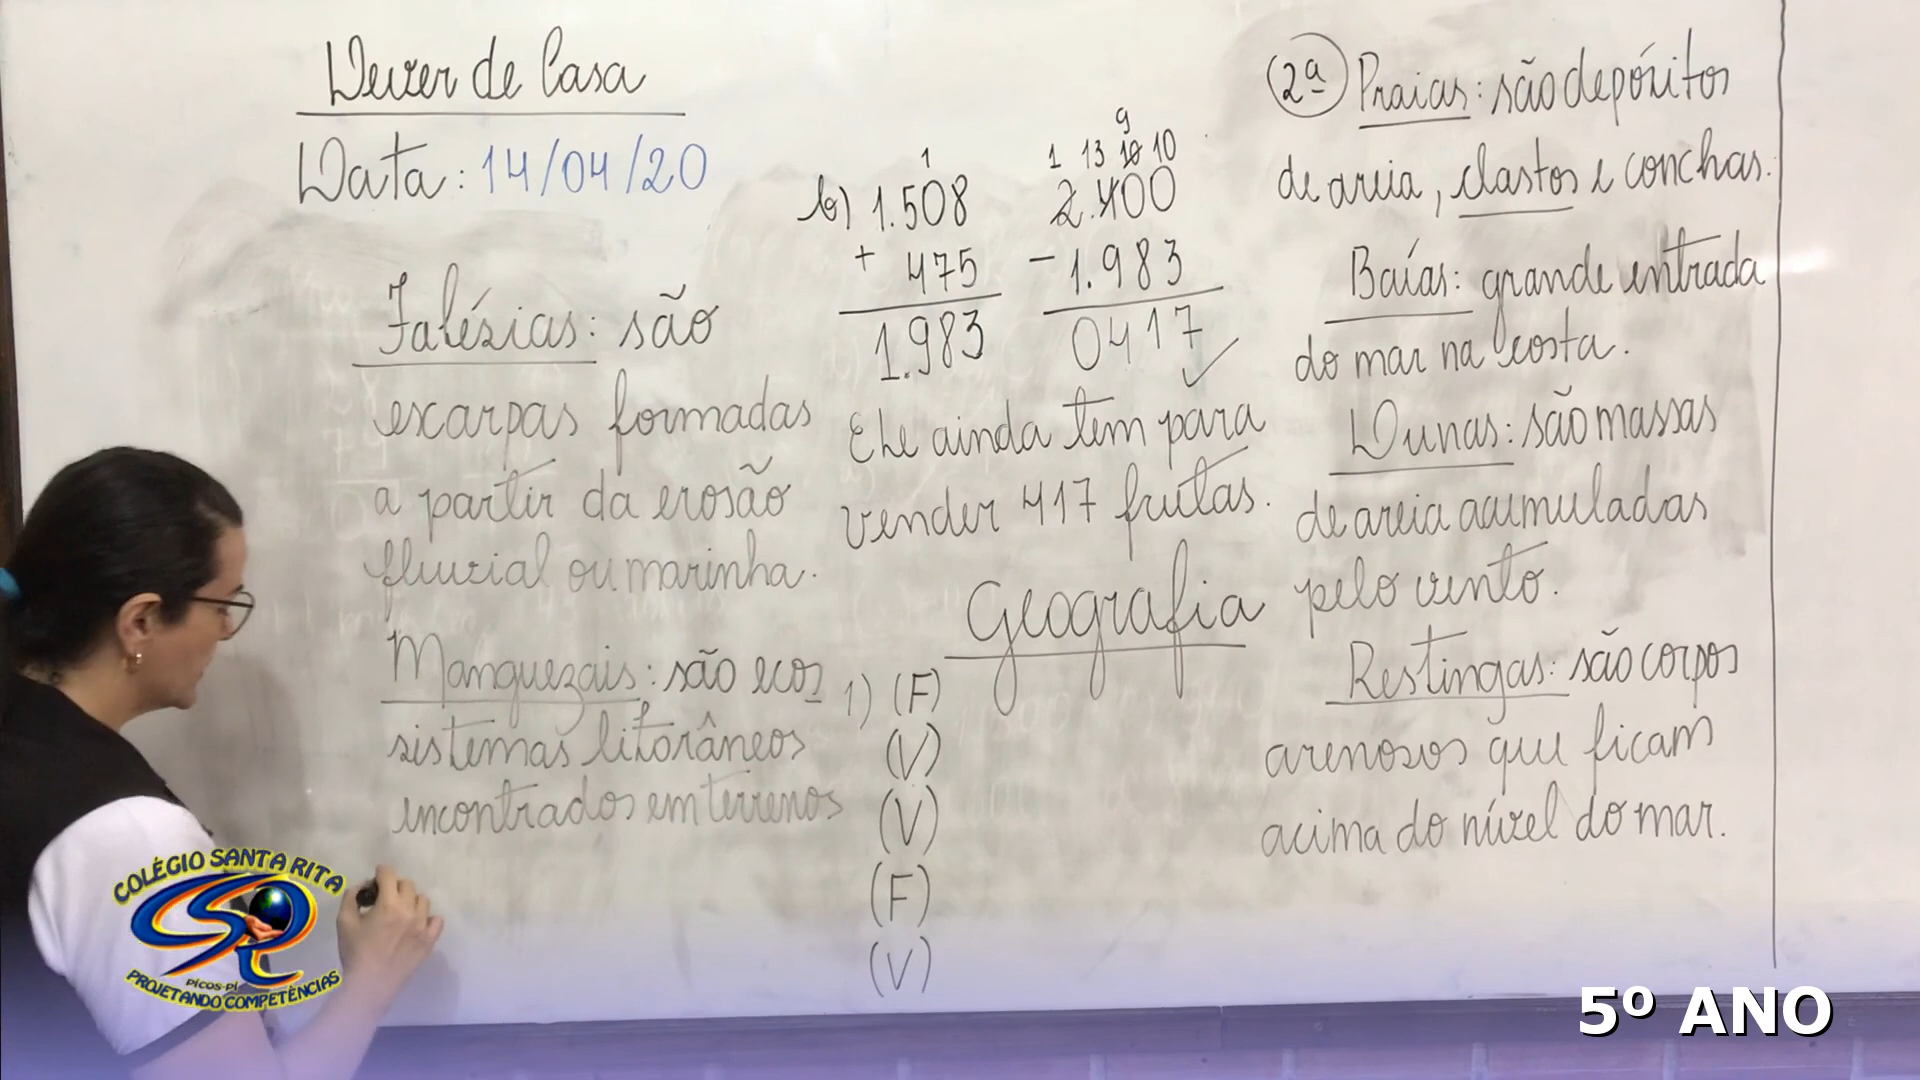 Dever de Casa
Data: 14/04/20
Falésias: são
escarpas formadas
a partir da erosão
fluvial ou marinha.
Manguezais: são ecos
sistemas litorâneos
encontrados em terrenos
1
b) 1.508
+ 475
1.983
9
1 13 10 10
2.400
- 1.983
0417 ✓
Ele ainda tem para
vender 417 frutas.
Geografia
1) (F)
(V)
(V)
(F)
(V)
(2ª) Praias: são depósitos
de areia, clastos e conchas.
Baías: grande entrada
do mar na costa.
Dunas: são massas
de areia acumuladas
pelo vento.
Restingas: são corpos
arenosos que ficam
acima do nível do mar.
COLÉGIO SANTA RITA
PICOS-PI
PROJETANDO COMPETÊNCIAS
5º ANO